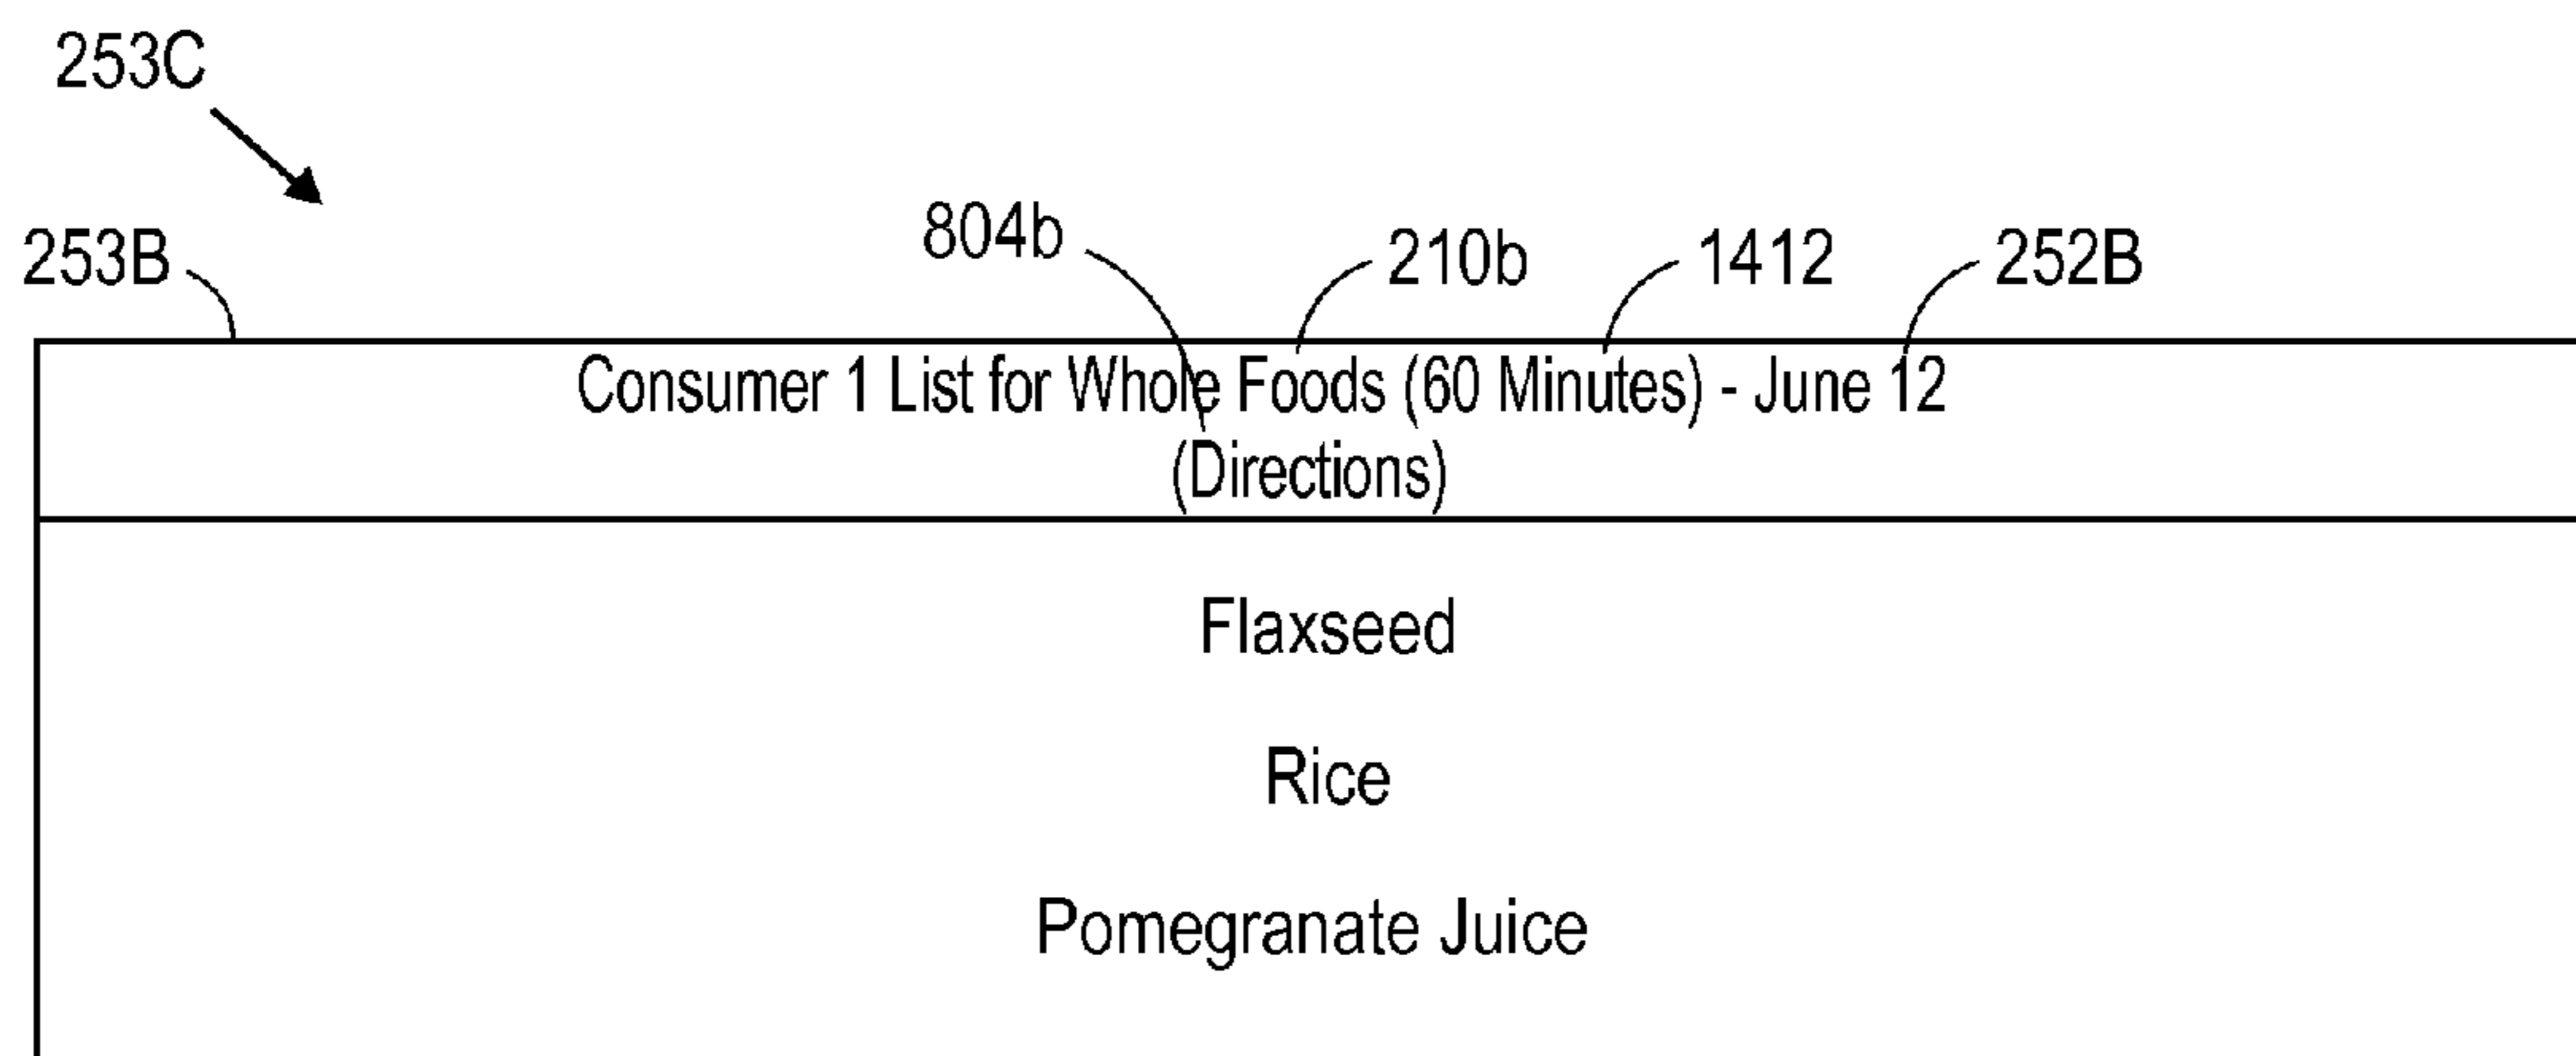 253C
253B 804b 210b 1412 252B
Consumer 1 List for Whole Foods (60 Minutes) - June 12
(Directions)
Flaxseed
Rice
Pomegranate Juice